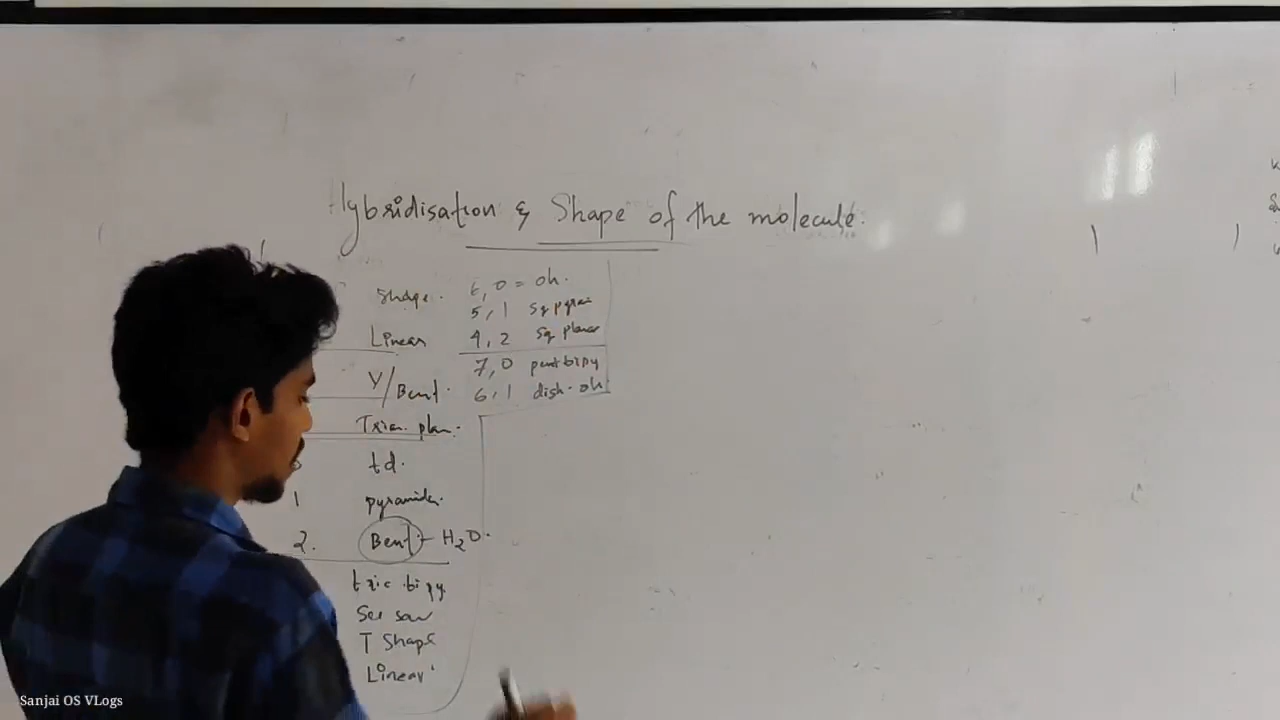 Hybridisation & Shape of the molecule.
Shape. 6, 0 = oh.
5, 1 Sq pyram
Linear 4, 2 Sq planar
7, 0 pent bipy
V/Bent. 6, 1 dish. oh
Trian. plan.
td.
1 pyramidal.
2. Bent - H2O.
trig bipy
See saw
T Shape
Linear
Sanjai OS VLogs